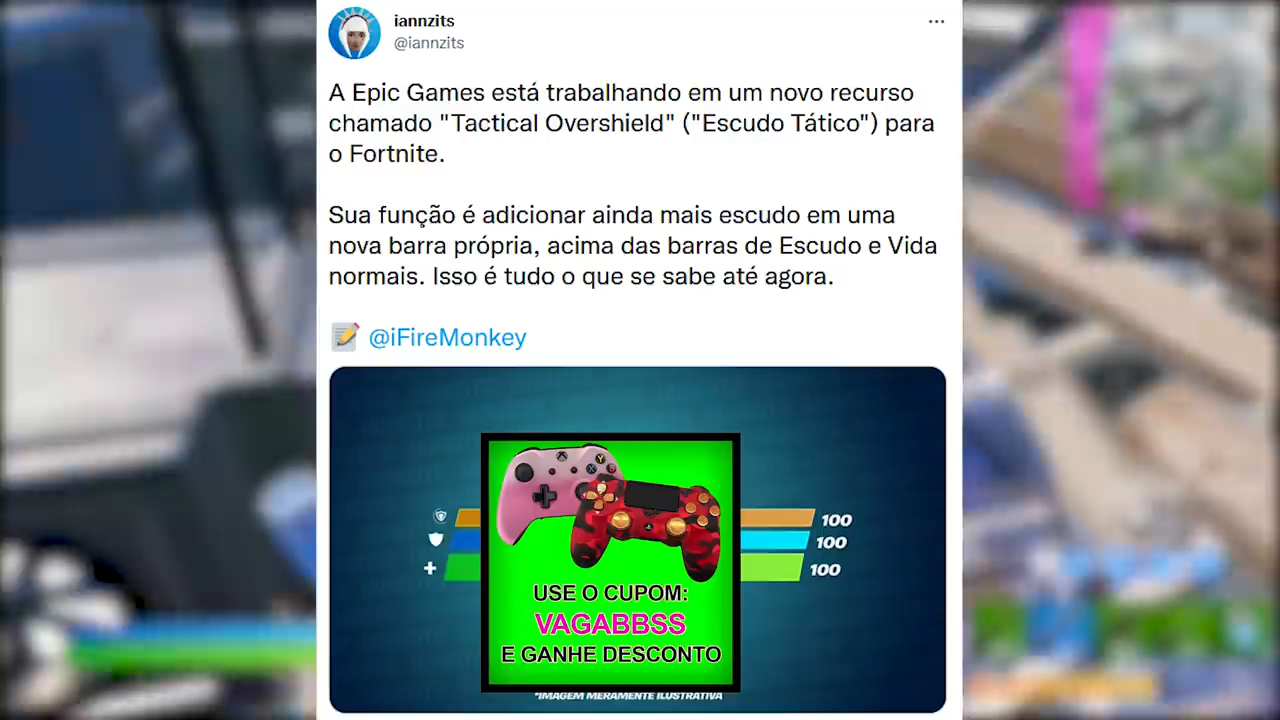 iannzits
@iannzits
A Epic Games está trabalhando em um novo recurso
chamado "Tactical Overshield" ("Escudo Tático") para
o Fortnite.
Sua função é adicionar ainda mais escudo em uma
nova barra própria, acima das barras de Escudo e Vida
normais. Isso é tudo o que se sabe até agora.
@iFireMonkey
100
100
100
USE O CUPOM:
VAGABBSS
E GANHE DESCONTO
*IMAGEM MERAMENTE ILUSTRATIVA